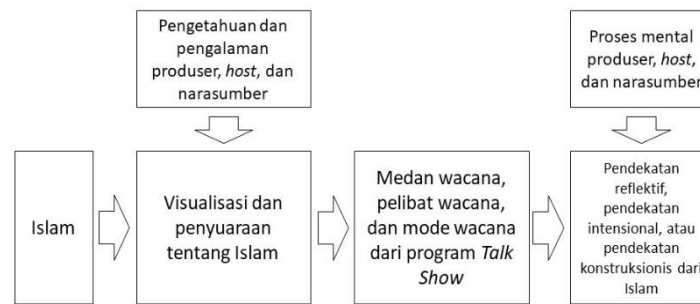 Pengetahuan dan
pengalaman
produser, host, dan
narasumber
Proses mental
produser, host,
dan narasumber
Islam
Visualisasi dan
penyuaraan
tentang Islam
Medan wacana,
pelibat wacana,
dan mode wacana
dari program Talk
Show
Pendekatan
reflektif,
pendekatan
intensional, atau
pendekatan
konstruksionis dari
Islam